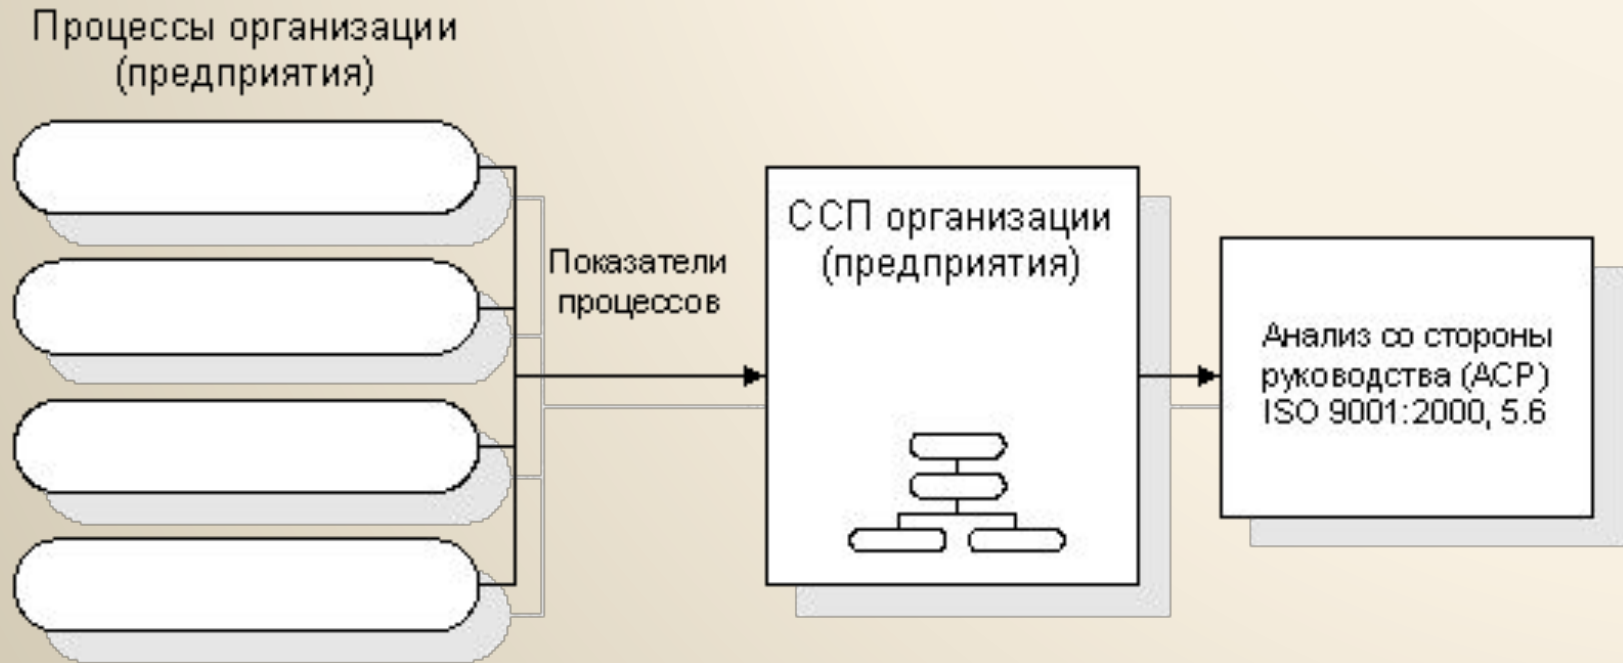 Процессы организации
(предприятия)
Показатели
процессов
ССП организации
(предприятия)
Анализ со стороны
руководства (АСР)
ISO 9001:2000, 5.6